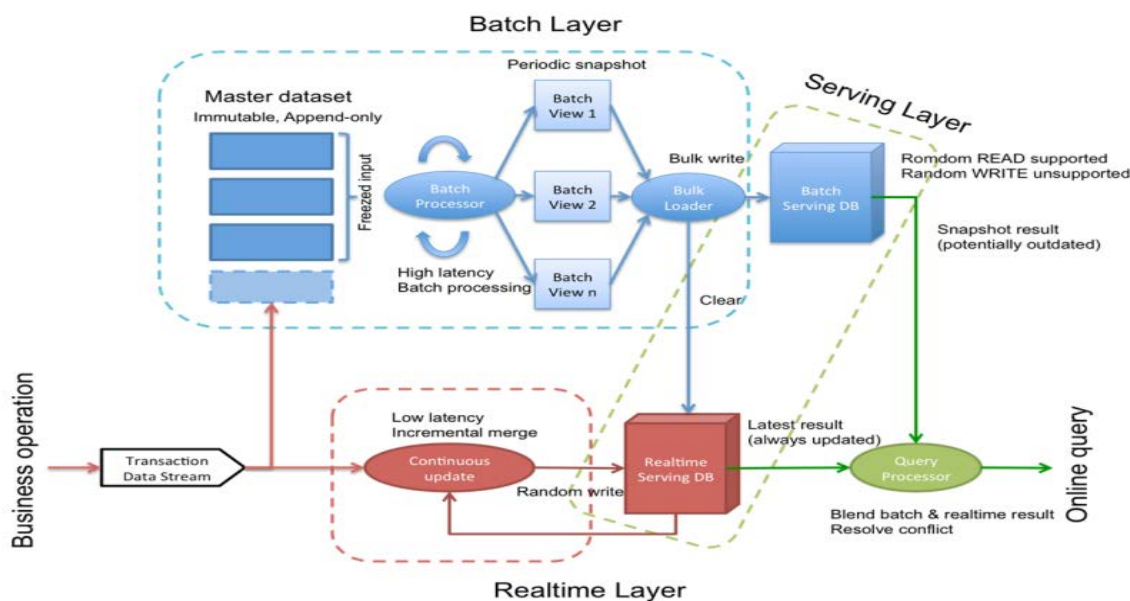 Batch Layer
Periodic snapshot
Master dataset
Immutable, Append-only
Freezed input
Batch
Processor
High latency
Batch processing
Batch
View 1
Batch
View 2
Batch
View n
Bulk write
Bulk
Loader
Clear
Serving Layer
Batch
Serving DB
Romdom READ supported
Random WRITE unsupported
Snapshot result
(potentially outdated)
Business operation
Transaction
Data Stream
Low latency
Incremental merge
Continuous
update
Random write
Realtime
Serving DB
Latest result
(always updated)
Query
Processor
Blend batch & realtime result
Resolve conflict
Online query
Realtime Layer